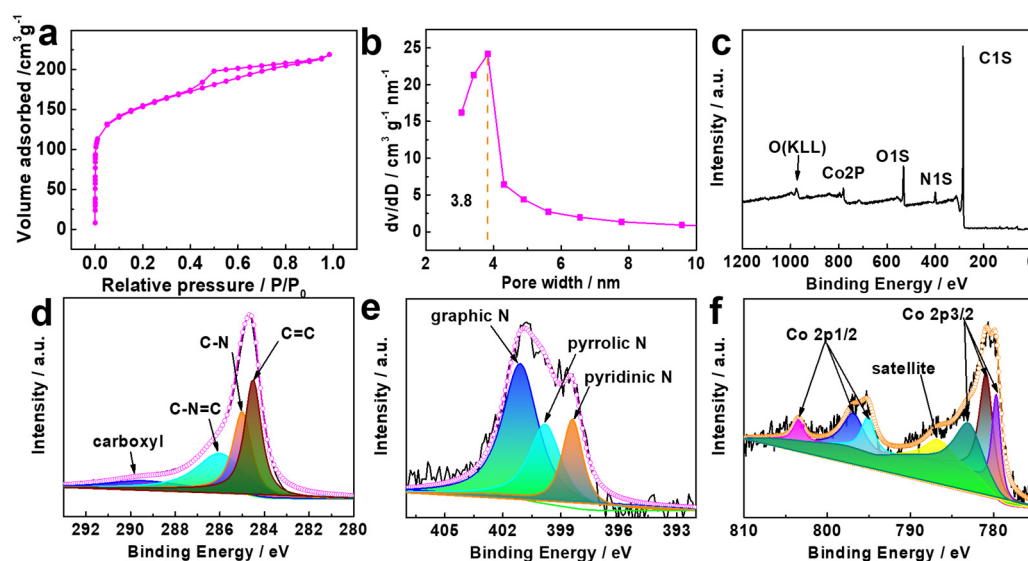 a
Volume adsorbed /cm³g⁻¹
250
200
150
100
50
0
0.0 0.2 0.4 0.6 0.8 1.0
Relative pressure / P/P₀
b
dv/dD / cm³ g⁻¹ nm⁻¹
25
20
15
10
5
0
3.8
2 4 6 8 10
Pore width / nm
c
Intensity / a.u.
C1S
O(KLL)
Co2P
O1S
N1S
1200 1000 800 600 400 200 0
Binding Energy / eV
d
Intensity / a.u.
C=C
C-N
C-N=C
carboxyl
292 290 288 286 284 282 280
Binding Energy / eV
e
Intensity / a.u.
graphic N
pyrrolic N
pyridinic N
405 402 399 396 393
Binding Energy / eV
f
Intensity / a.u.
Co 2p3/2
Co 2p1/2
satellite
810 800 790 780
Binding Energy / eV